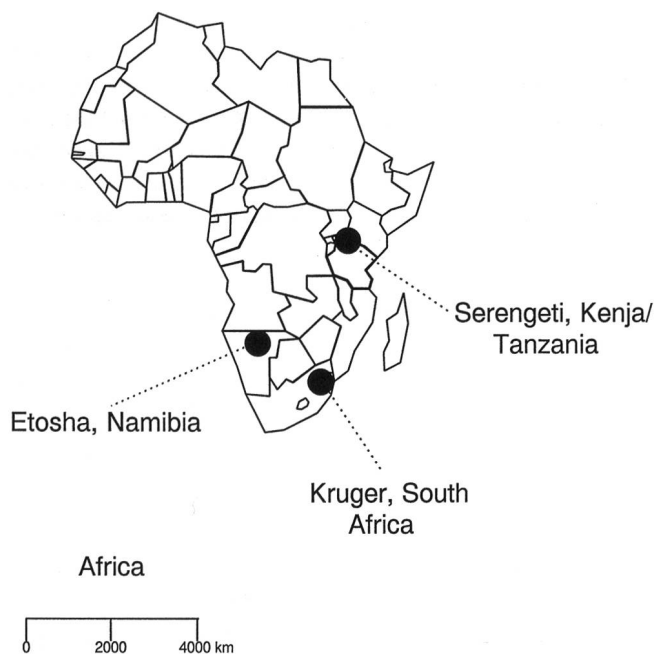 Serengeti, Kenja/
Tanzania
Etosha, Namibia
Kruger, South
Africa
Africa
0 2000 4000 km